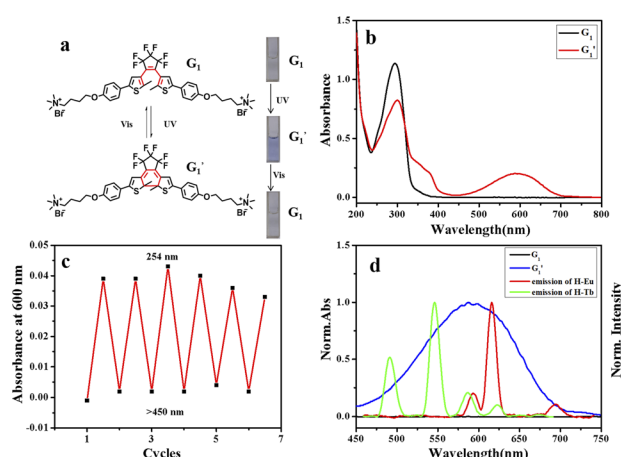 a
F F F F F F
G1
S S
O O
N+ Br- N+ Br-
Vis UV
G1'
F F F F F F
S S
O O
N+ Br- N+ Br-
G1
UV
G1'
Vis
G1
b
G1
G1'
Absorbance
1.5
1.0
0.5
0.0
200 300 400 500 600 700 800
Wavelength(nm)
c
254 nm
>450 nm
Absorbance at 600 nm
0.05
0.04
0.03
0.02
0.01
0.00
-0.01
1 3 5 7
Cycles
d
G1
G1'
emission of H-Eu
emission of H-Tb
Norm.Abs
Norm. Intensity
1.5
1.0
0.5
0.0
450 500 550 600 650 700 750
Wavelength(nm)